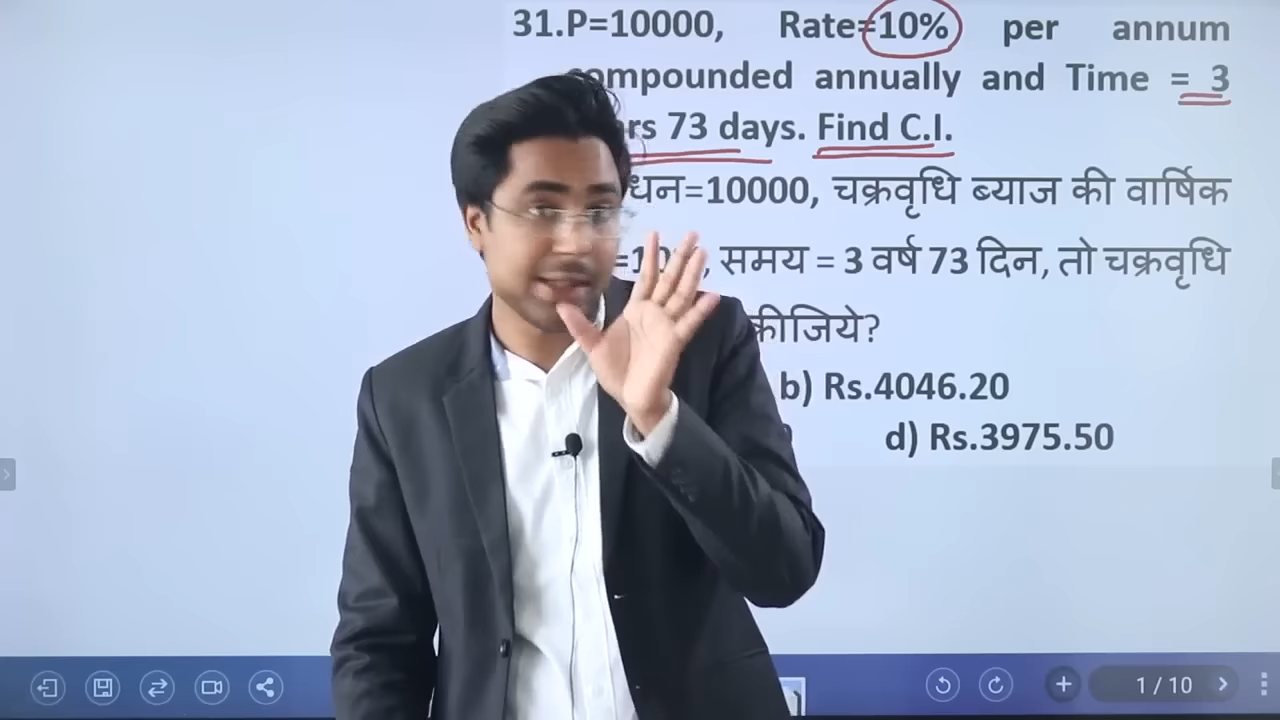 31.P=10000, Rate=10% per annum
compounded annually and Time = 3
73 days. Find C.I.
धन=10000, चक्रवृधि ब्याज की वार्षिक
समय = 3 वर्ष 73 दिन, तो चक्रवृधि
कीजिये?
b) Rs.4046.20
d) Rs.3975.50
1 / 10